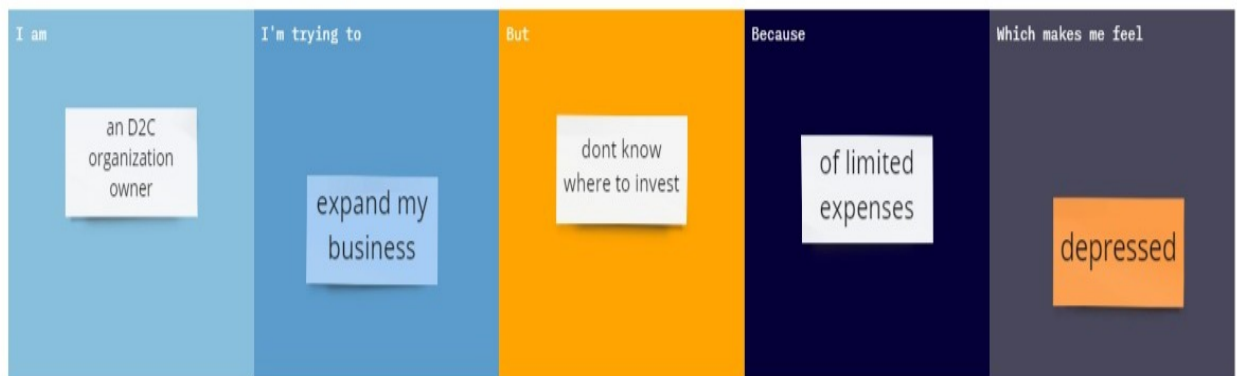 I am
an D2C
organization
owner
I'm trying to
expand my
business
But
dont know
where to invest
Because
of limited
expenses
Which makes me feel
depressed